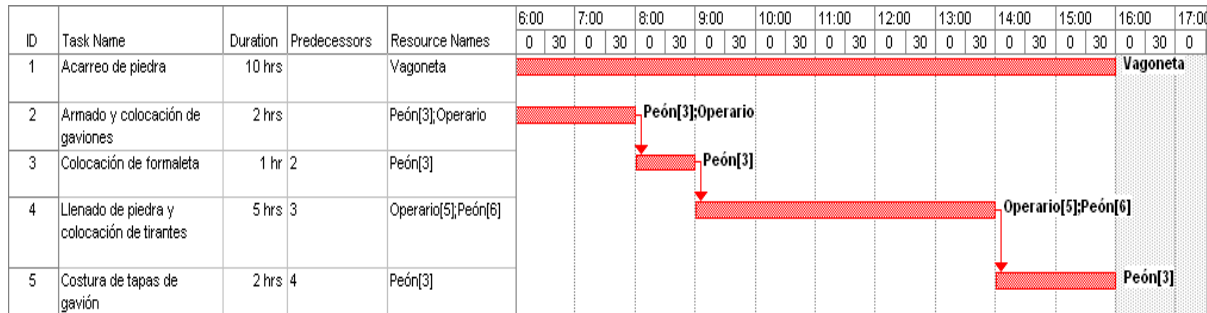 6:00 7:00 8:00 9:00 10:00 11:00 12:00 13:00 14:00 15:00 16:00 17:00
ID Task Name Duration Predecessors Resource Names 0 30 0 30 0 30 0 30 0 30 0 30 0 30 0 30 0 30 0 30 0 30 0
1 Acarreo de piedra 10 hrs Vagoneta Vagoneta
2 Armado y colocación de 2 hrs Peón[3];Operario Peón[3];Operario
gaviones
3 Colocación de formaleta 1 hr 2 Peón[3] Peón[3]
4 Llenado de piedra y 5 hrs 3 Operario[5];Peón[6] Operario[5];Peón[6]
colocación de tirantes
5 Costura de tapas de 2 hrs 4 Peón[3] Peón[3]
gavión